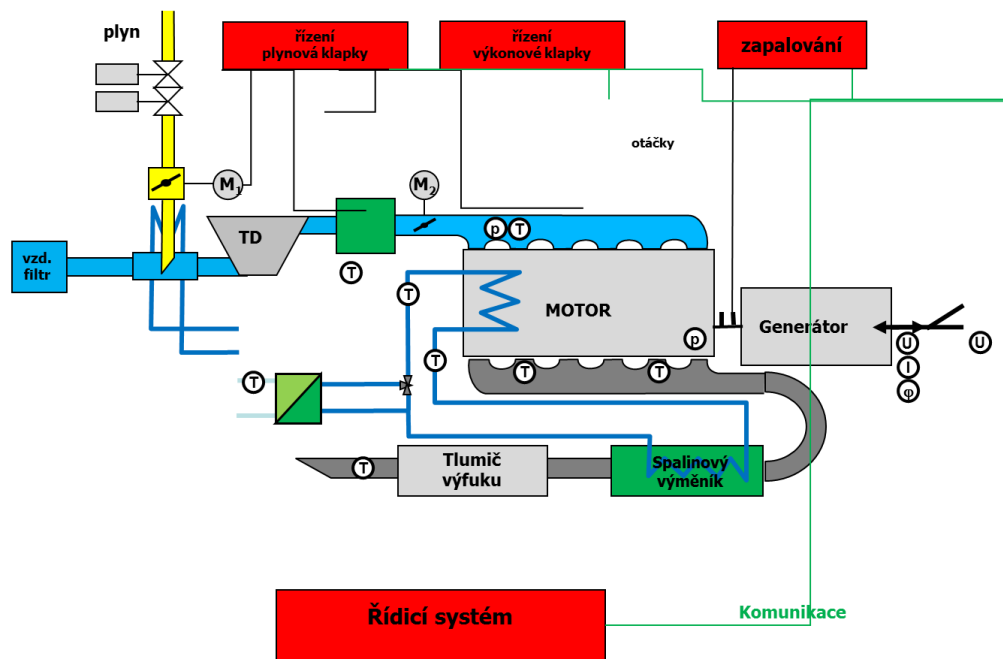 plyn
řízení
plynová klapky
řízení
výkonové klapky
zapalování
otáčky
M1
M2
TD
p
T
vzd.
filtr
T
T
MOTOR
Generátor
p
U
U
I
φ
T
T
T
T
T
Tlumič
výfuku
Spalinový
výměník
Řídicí systém
Komunikace